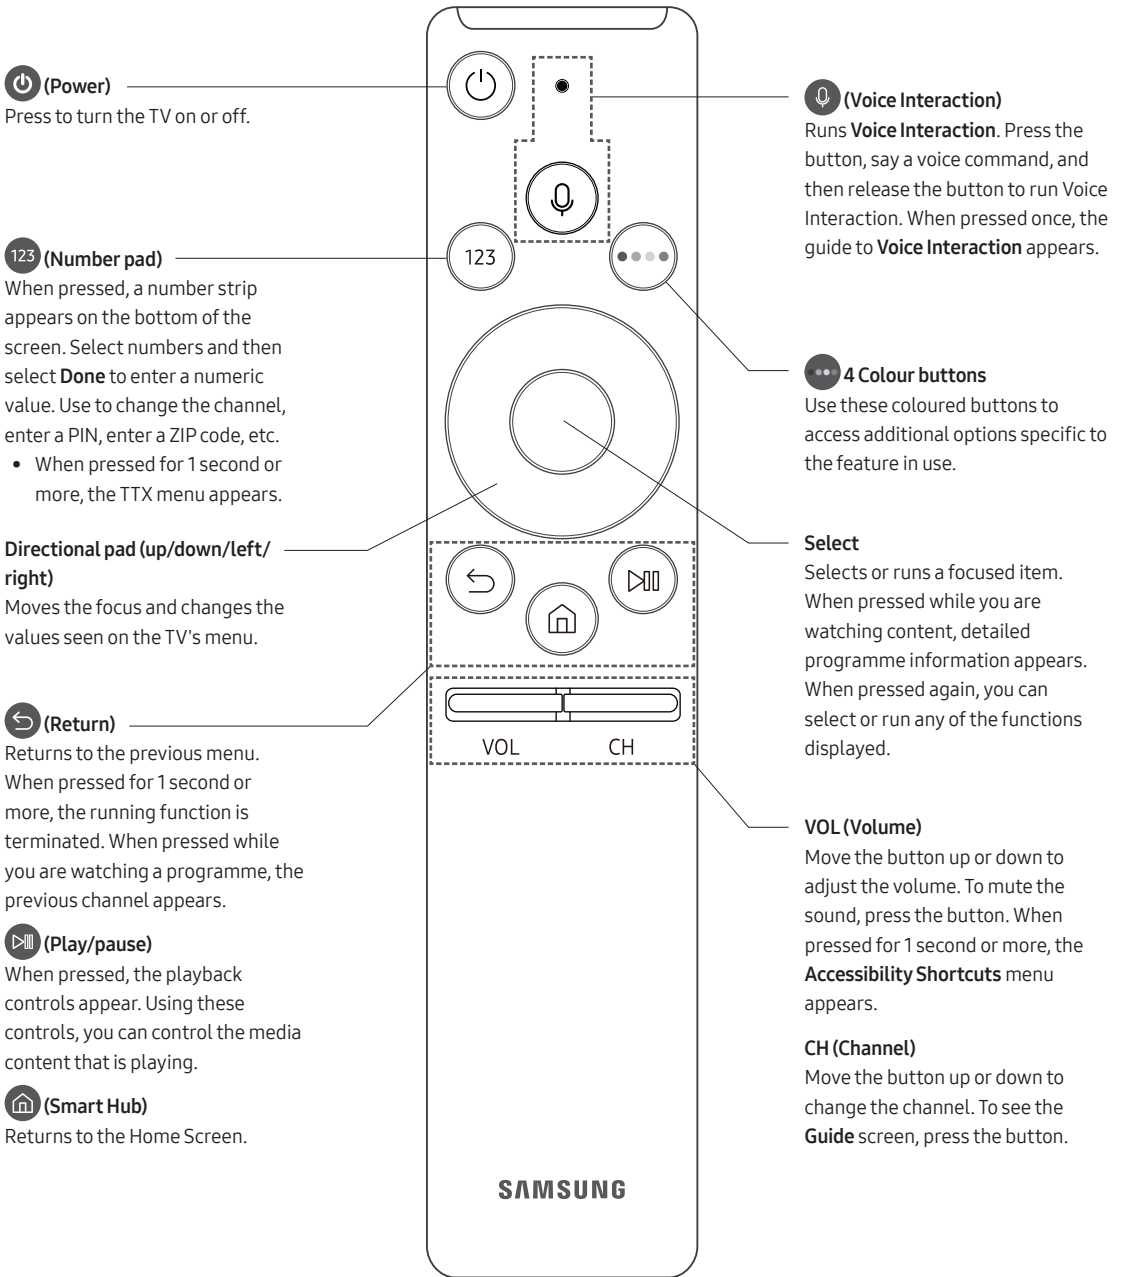 (Power)
Press to turn the TV on or off.
123 (Number pad)
When pressed, a number strip
appears on the bottom of the
screen. Select numbers and then
select Done to enter a numeric
value. Use to change the channel,
enter a PIN, enter a ZIP code, etc.
• When pressed for 1 second or
more, the TTX menu appears.
Directional pad (up/down/left/
right)
Moves the focus and changes the
values seen on the TV's menu.
(Return)
Returns to the previous menu.
When pressed for 1 second or
more, the running function is
terminated. When pressed while
you are watching a programme, the
previous channel appears.
(Play/pause)
When pressed, the playback
controls appear. Using these
controls, you can control the media
content that is playing.
(Smart Hub)
Returns to the Home Screen.
123
VOL CH
SAMSUNG
(Voice Interaction)
Runs Voice Interaction. Press the
button, say a voice command, and
then release the button to run Voice
Interaction. When pressed once, the
guide to Voice Interaction appears.
4 Colour buttons
Use these coloured buttons to
access additional options specific to
the feature in use.
Select
Selects or runs a focused item.
When pressed while you are
watching content, detailed
programme information appears.
When pressed again, you can
select or run any of the functions
displayed.
VOL (Volume)
Move the button up or down to
adjust the volume. To mute the
sound, press the button. When
pressed for 1 second or more, the
Accessibility Shortcuts menu
appears.
CH (Channel)
Move the button up or down to
change the channel. To see the
Guide screen, press the button.